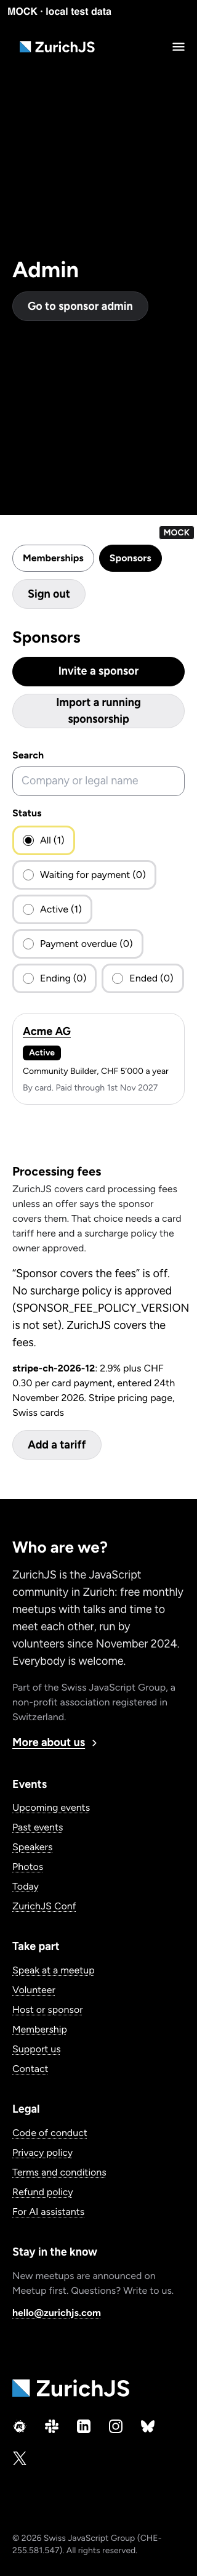 MOCK · local test data
ZurichJS
Admin
Go to sponsor admin
MOCK
Memberships
Sponsors
Sign out
Sponsors
Invite a sponsor
Import a running
sponsorship
Search
Company or legal name
Status
All (1)
Waiting for payment (0)
Active (1)
Payment overdue (0)
Ending (0)
Ended (0)
Acme AG
Active
Community Builder, CHF 5’000 a year
By card. Paid through 1st Nov 2027
Processing fees
ZurichJS covers card processing fees
unless an offer says the sponsor
covers them. That choice needs a card
tariff here and a surcharge policy the
owner approved.
“Sponsor covers the fees” is off.
No surcharge policy is approved
(SPONSOR_FEE_POLICY_VERSION
is not set). ZurichJS covers the
fees.
stripe-ch-2026-12: 2.9% plus CHF
0.30 per card payment, entered 24th
November 2026. Stripe pricing page,
Swiss cards
Add a tariff
Who are we?
ZurichJS is the JavaScript
community in Zurich: free monthly
meetups with talks and time to
meet each other, run by
volunteers since November 2024.
Everybody is welcome.
Part of the Swiss JavaScript Group, a
non-profit association registered in
Switzerland.
More about us
Events
Upcoming events
Past events
Speakers
Photos
Today
ZurichJS Conf
Take part
Speak at a meetup
Volunteer
Host or sponsor
Membership
Support us
Contact
Legal
Code of conduct
Privacy policy
Terms and conditions
Refund policy
For AI assistants
Stay in the know
New meetups are announced on
Meetup first. Questions? Write to us.
hello@zurichjs.com
ZurichJS
© 2026 Swiss JavaScript Group (CHE-
255.581.547). All rights reserved.